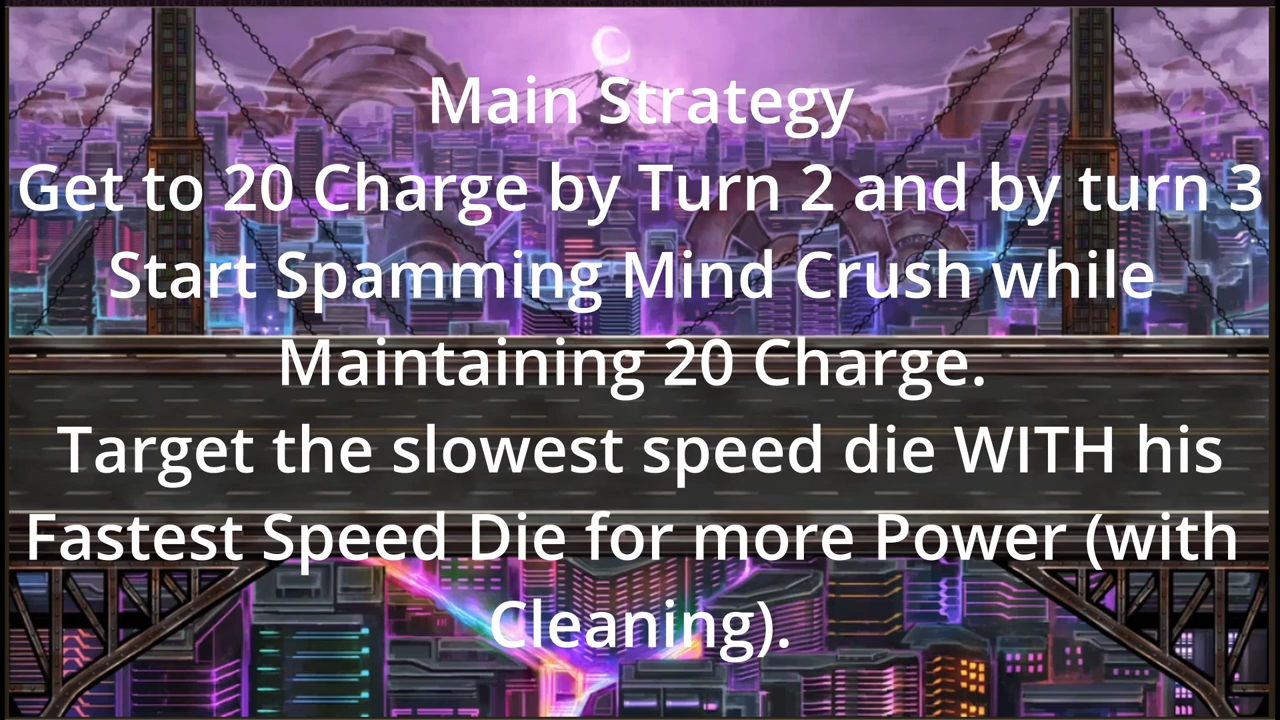 Main Strategy
Get to 20 Charge by Turn 2 and by turn 3
Start Spamming Mind Crush while
Maintaining 20 Charge.
Target the slowest speed die WITH his
Fastest Speed Die for more Power (with
Cleaning).